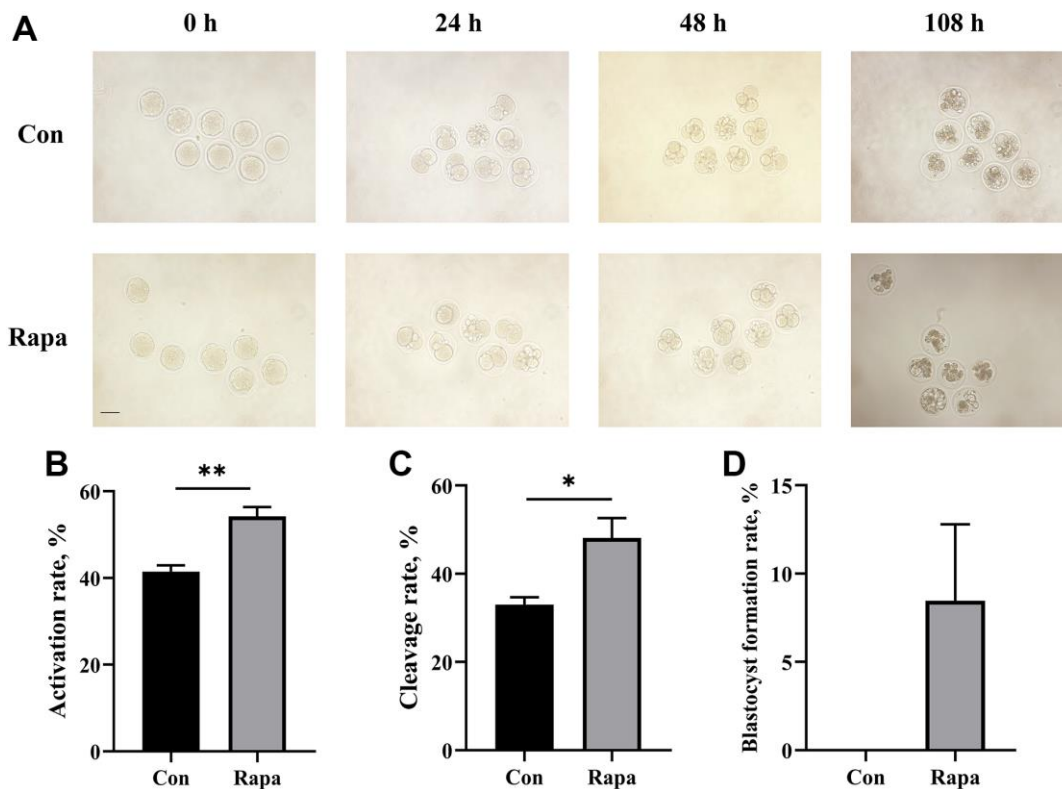 A
0 h 24 h 48 h 108 h
Con
Rapa
B
**
Activation rate, %
60
40
20
0
Con Rapa
C
*
Cleavage rate, %
60
40
20
0
Con Rapa
D
Blastocyst formation rate, %
15
10
5
0
Con Rapa